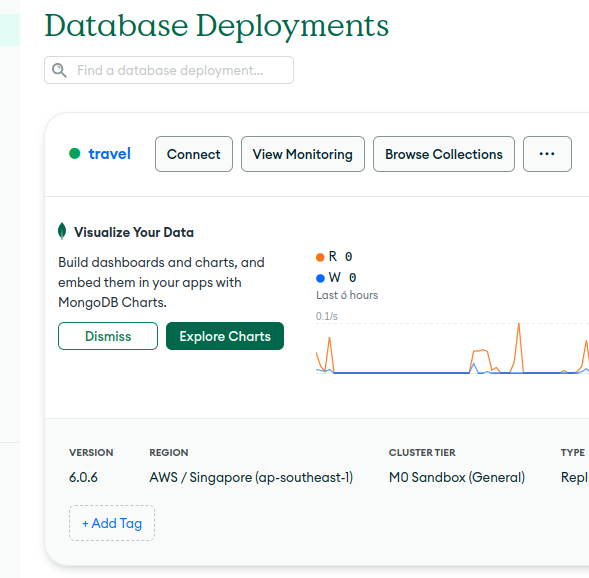 Database Deployments
Find a database deployment...
travel
Connect
View Monitoring
Browse Collections
...
Visualize Your Data
Build dashboards and charts, and
embed them in your apps with
MongoDB Charts.
Dismiss
Explore Charts
R 0
W 0
Last 6 hours
0.1/s
VERSION
6.0.6
REGION
AWS / Singapore (ap-southeast-1)
CLUSTER TIER
M0 Sandbox (General)
TYPE
Repl
+ Add Tag